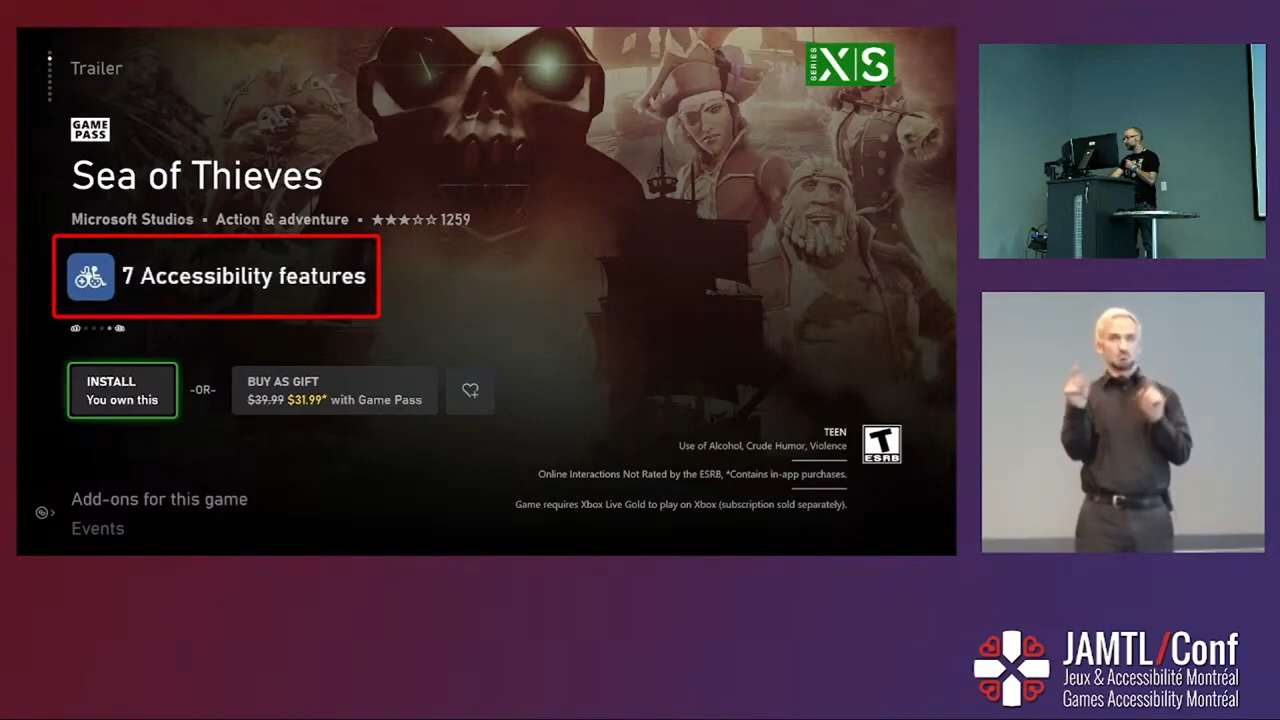 Trailer
SERIES X|S
GAME
PASS
Sea of Thieves
Microsoft Studios ▪ Action & adventure ▪ ★★★☆☆ 1259
7 Accessibility features
INSTALL
You own this
-OR-
BUY AS GIFT
$39.99 $31.99* with Game Pass
TEEN
Use of Alcohol, Crude Humor, Violence
T
ESRB
Online Interactions Not Rated by the ESRB, *Contains in-app purchases.
Game requires Xbox Live Gold to play on Xbox (subscription sold separately).
Add-ons for this game
Events
JAMTL/Conf
Jeux & Accessibilité Montréal
Games Accessibility Montréal